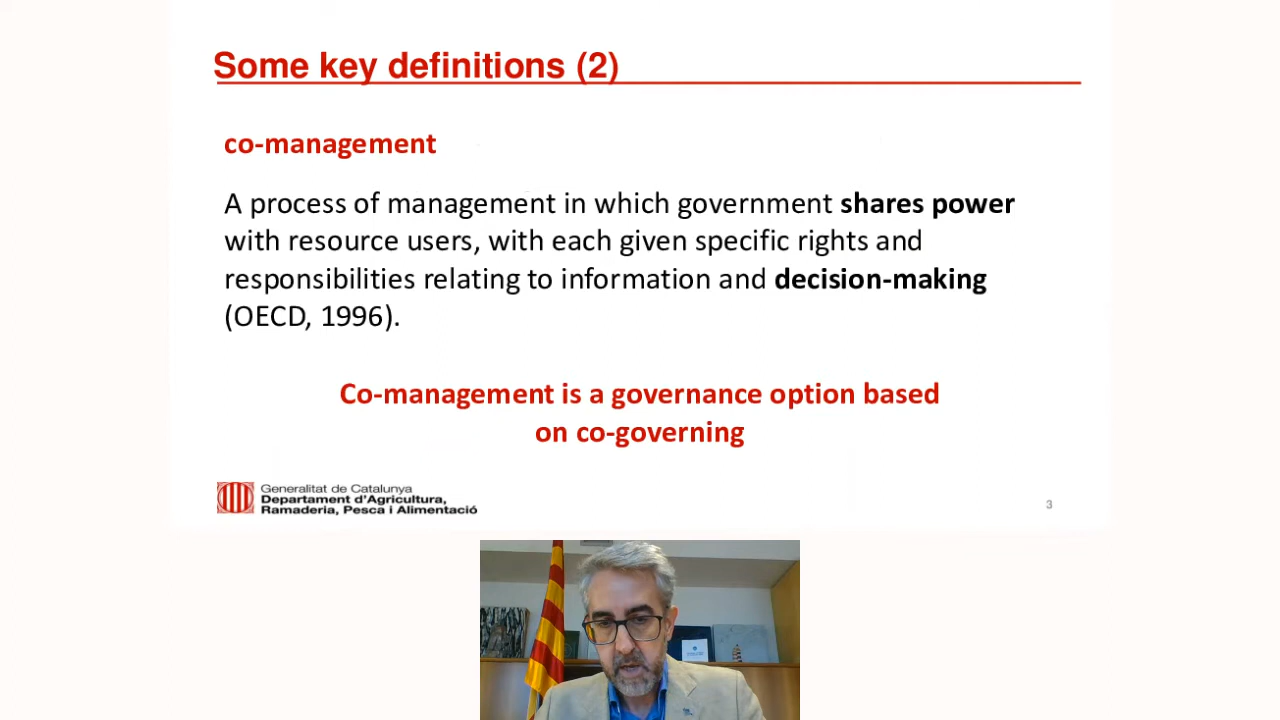 Some key definitions (2)
co-management
A process of management in which government shares power
with resource users, with each given specific rights and
responsibilities relating to information and decision-making
(OECD, 1996).
Co-management is a governance option based
on co-governing
Generalitat de Catalunya
Departament d'Agricultura,
Ramaderia, Pesca i Alimentació
3